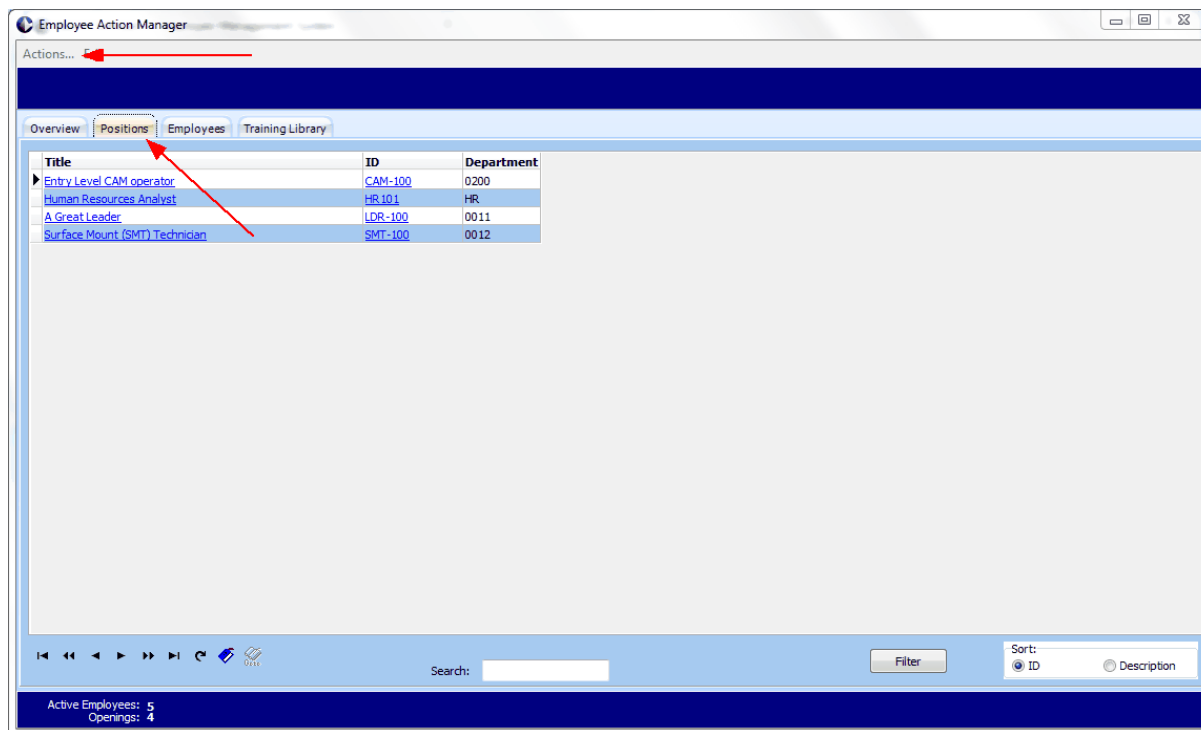 Employee Action Manager
Actions...
Overview Positions Employees Training Library
Title ID Department
Entry Level CAM operator CAM-100 0200
Human Resources Analyst HR101 HR
A Great Leader LDR-100 0011
Surface Mount (SMT) Technician SMT-100 0012
Search: Filter Sort: ID Description
Active Employees: 5
Openings: 4